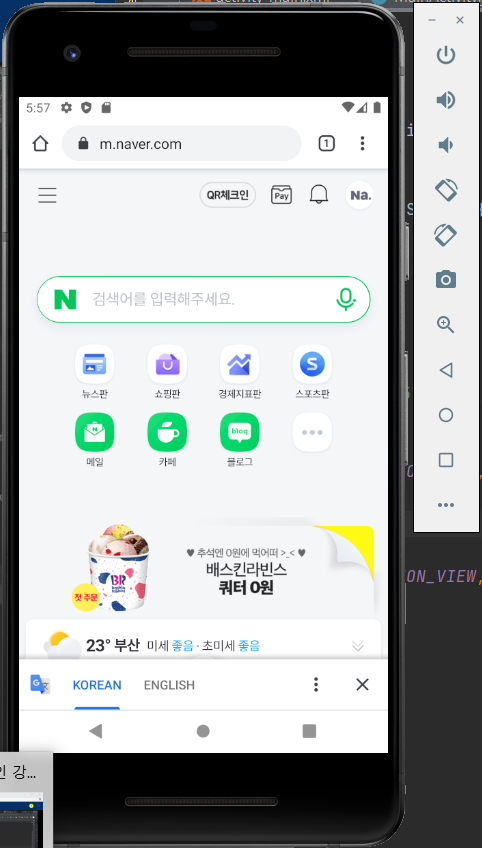 5:57
m.naver.com
1
QR체크인
Pay
Na.
N
검색어를 입력해주세요.
뉴스판
쇼핑판
경제지표판
S
스포츠판
N
메일
카페
blog
블로그
♥ 추석엔 0원에 먹어떠 >_< ♥
배스킨라빈스
쿼터 0원
BR
첫 주문
23° 부산 미세 좋음 · 초미세 좋음
G
KOREAN ENGLISH
ON_VIEW,
인 강...